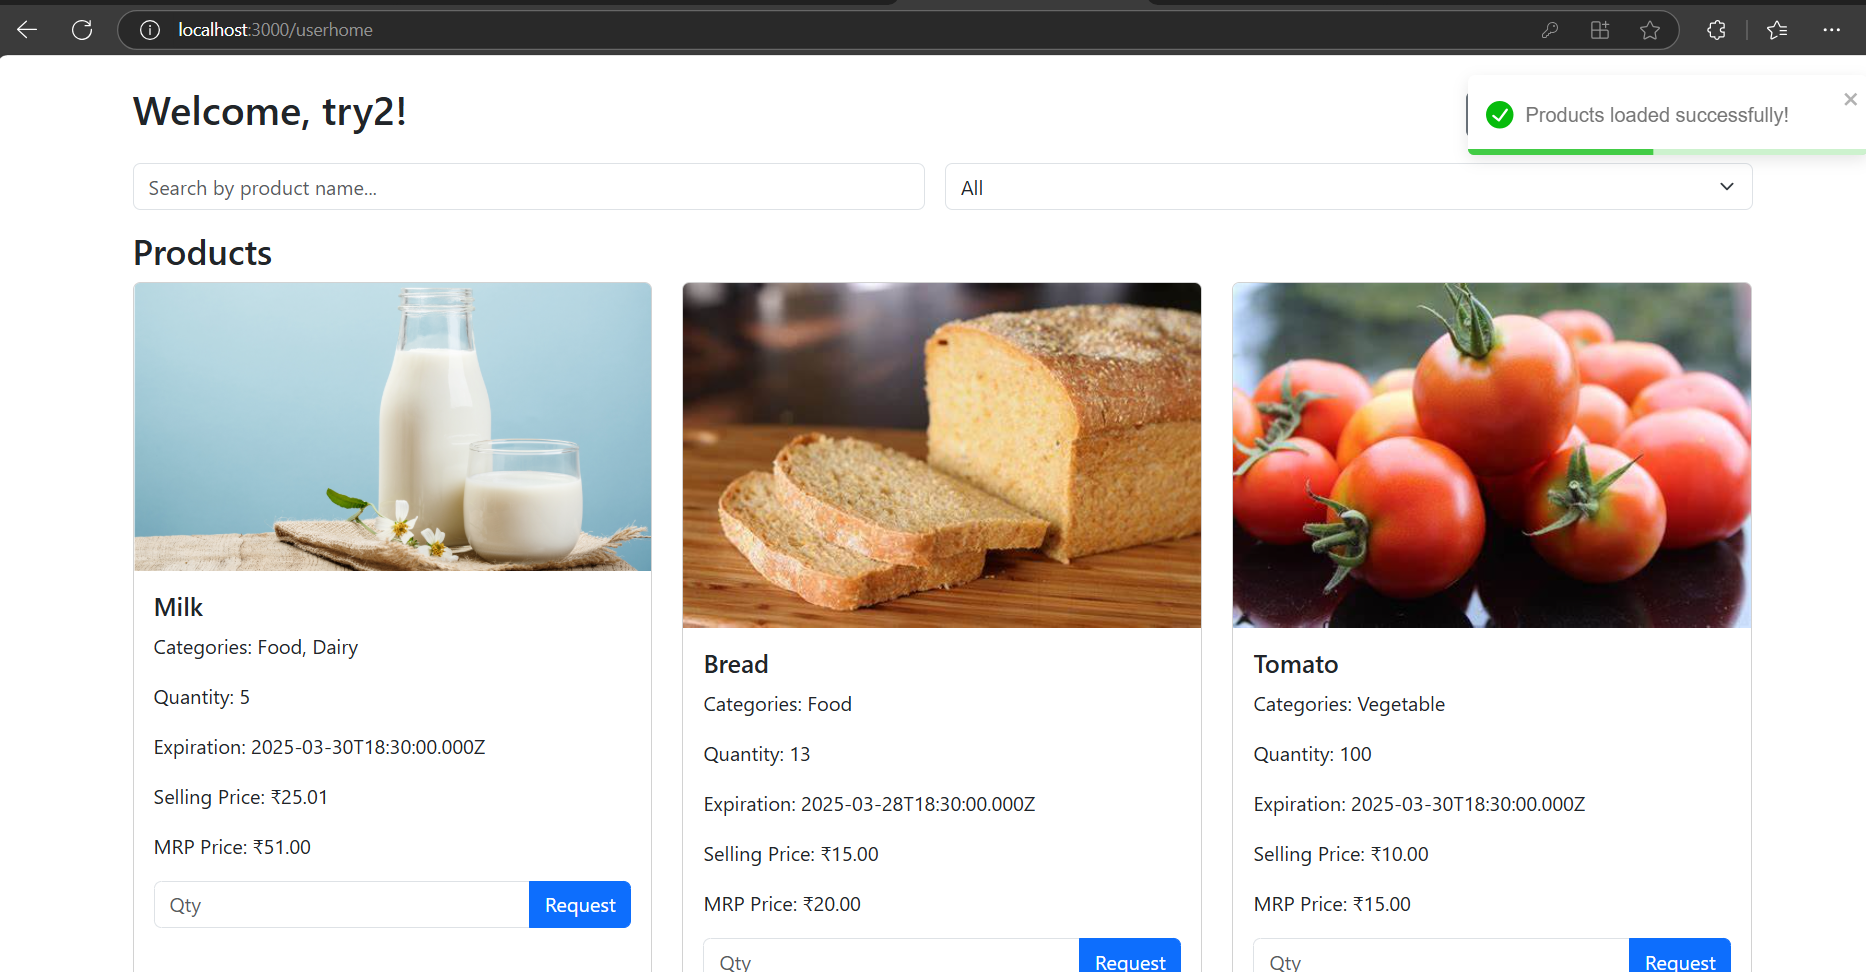 localhost:3000/userhome
Welcome, try2!
Products loaded successfully!
Search by product name...
All
Products
Milk
Categories: Food, Dairy
Quantity: 5
Expiration: 2025-03-30T18:30:00.000Z
Selling Price: ₹25.01
MRP Price: ₹51.00
Qty
Request
Bread
Categories: Food
Quantity: 13
Expiration: 2025-03-28T18:30:00.000Z
Selling Price: ₹15.00
MRP Price: ₹20.00
Qty
Request
Tomato
Categories: Vegetable
Quantity: 100
Expiration: 2025-03-30T18:30:00.000Z
Selling Price: ₹10.00
MRP Price: ₹15.00
Qty
Request